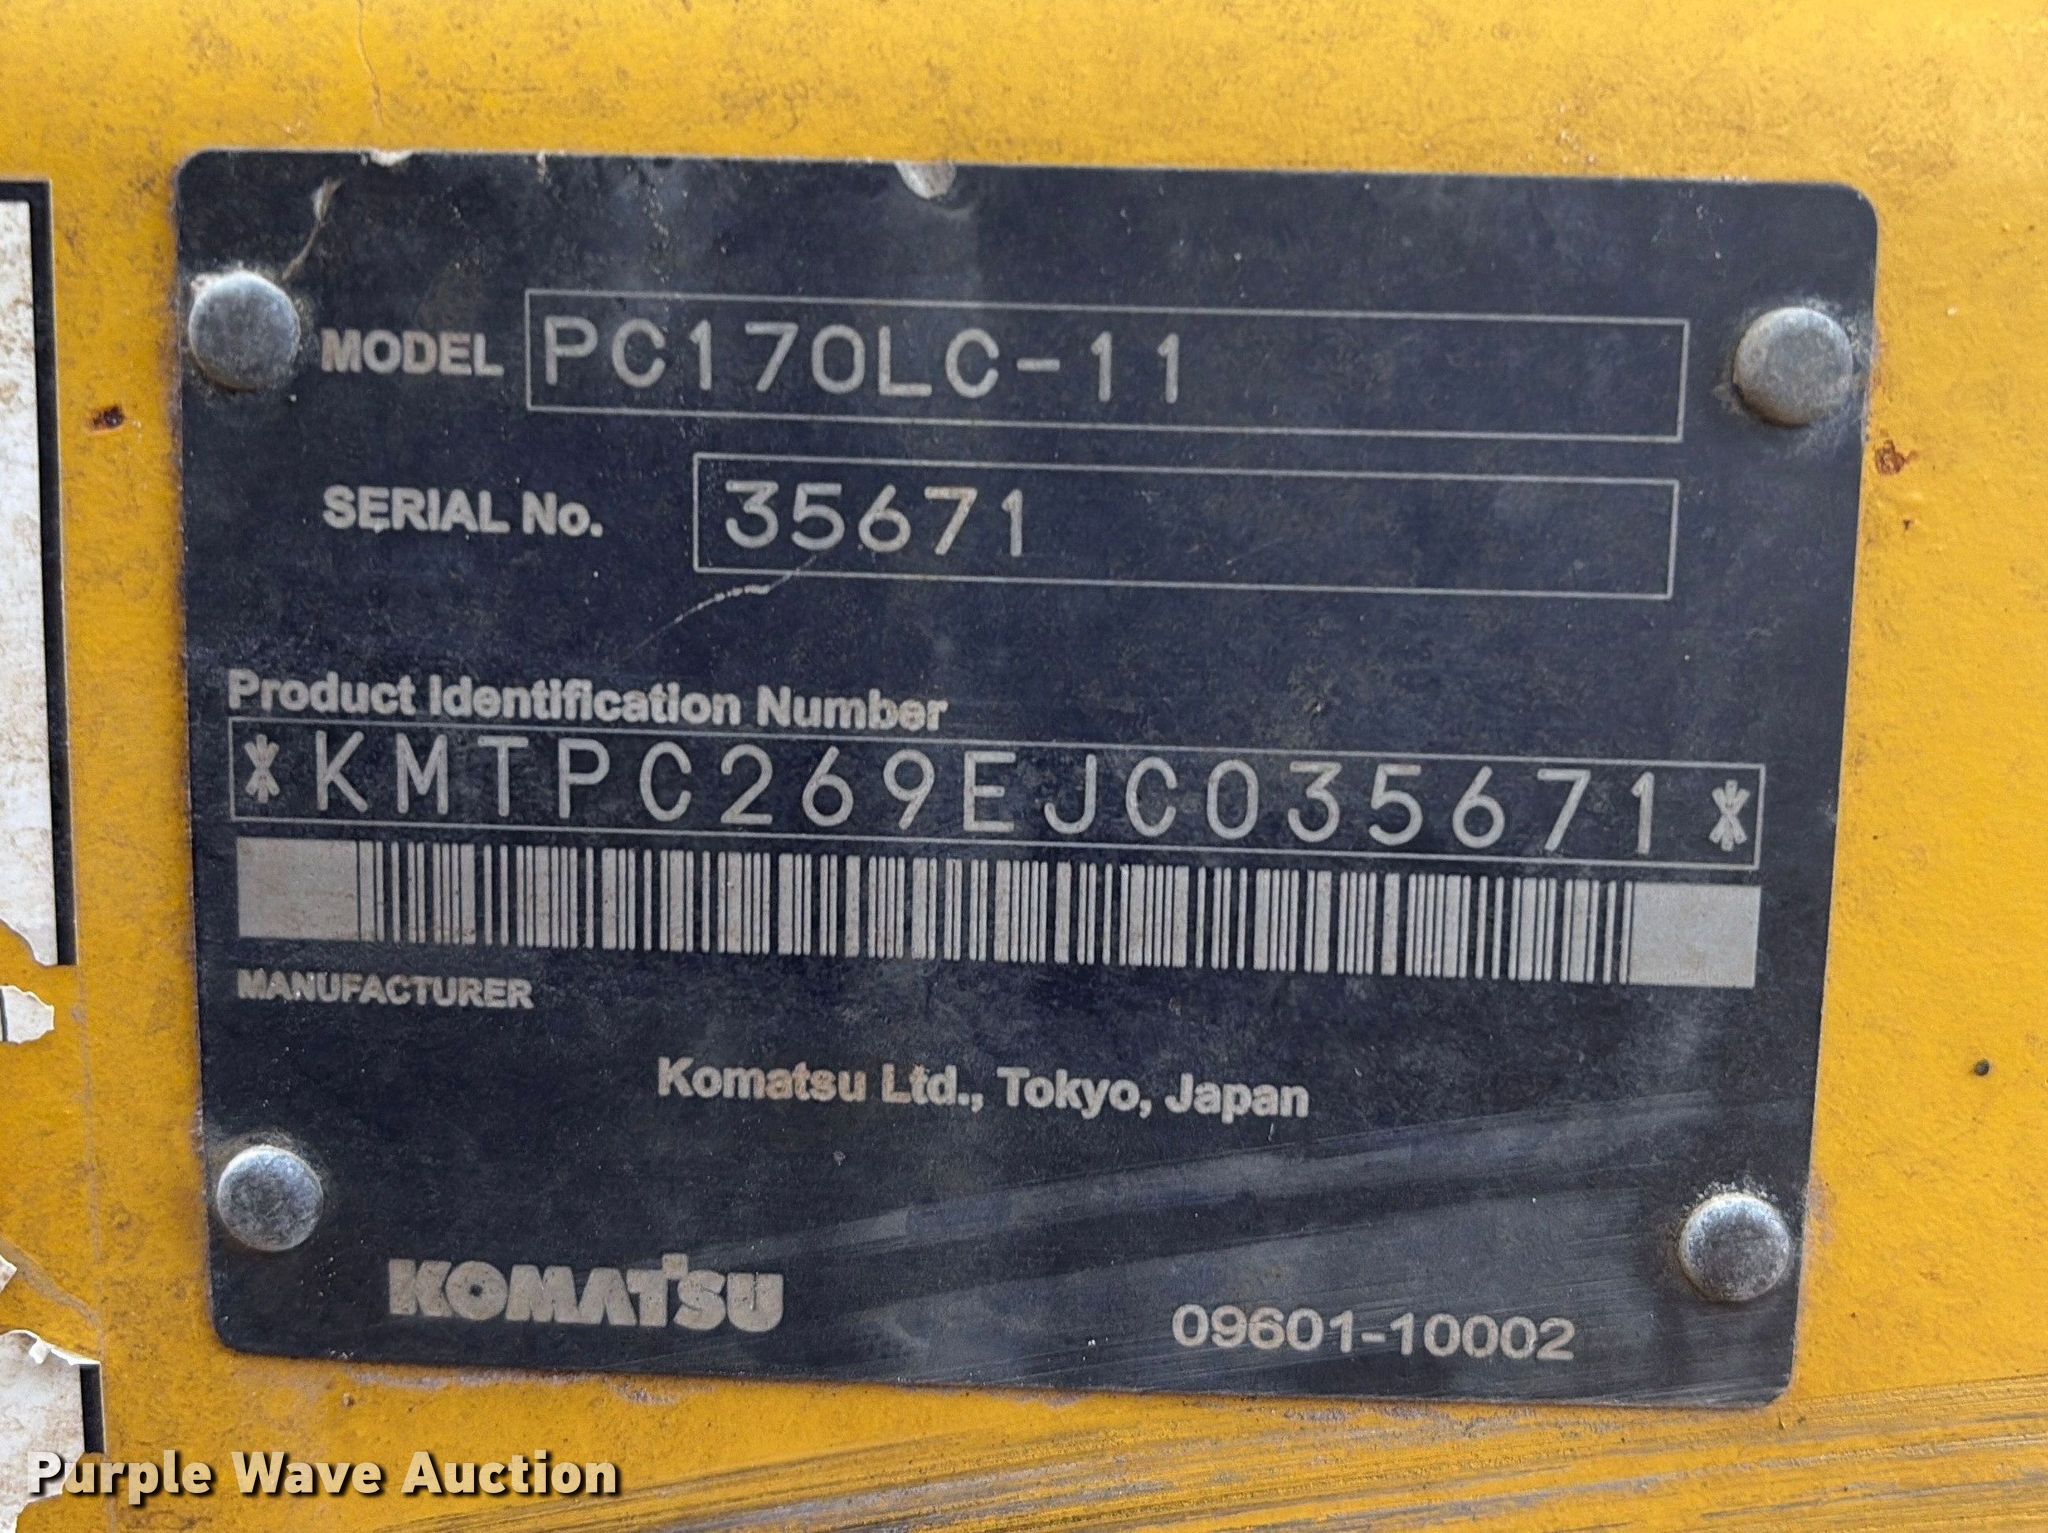 MODEL PC170LC-11
SERIAL No. 35671
Product Identification Number
*KMTPC269EJC035671*
MANUFACTURER
Komatsu Ltd., Tokyo, Japan
KOMATSU
09601-10002
Purple Wave Auction